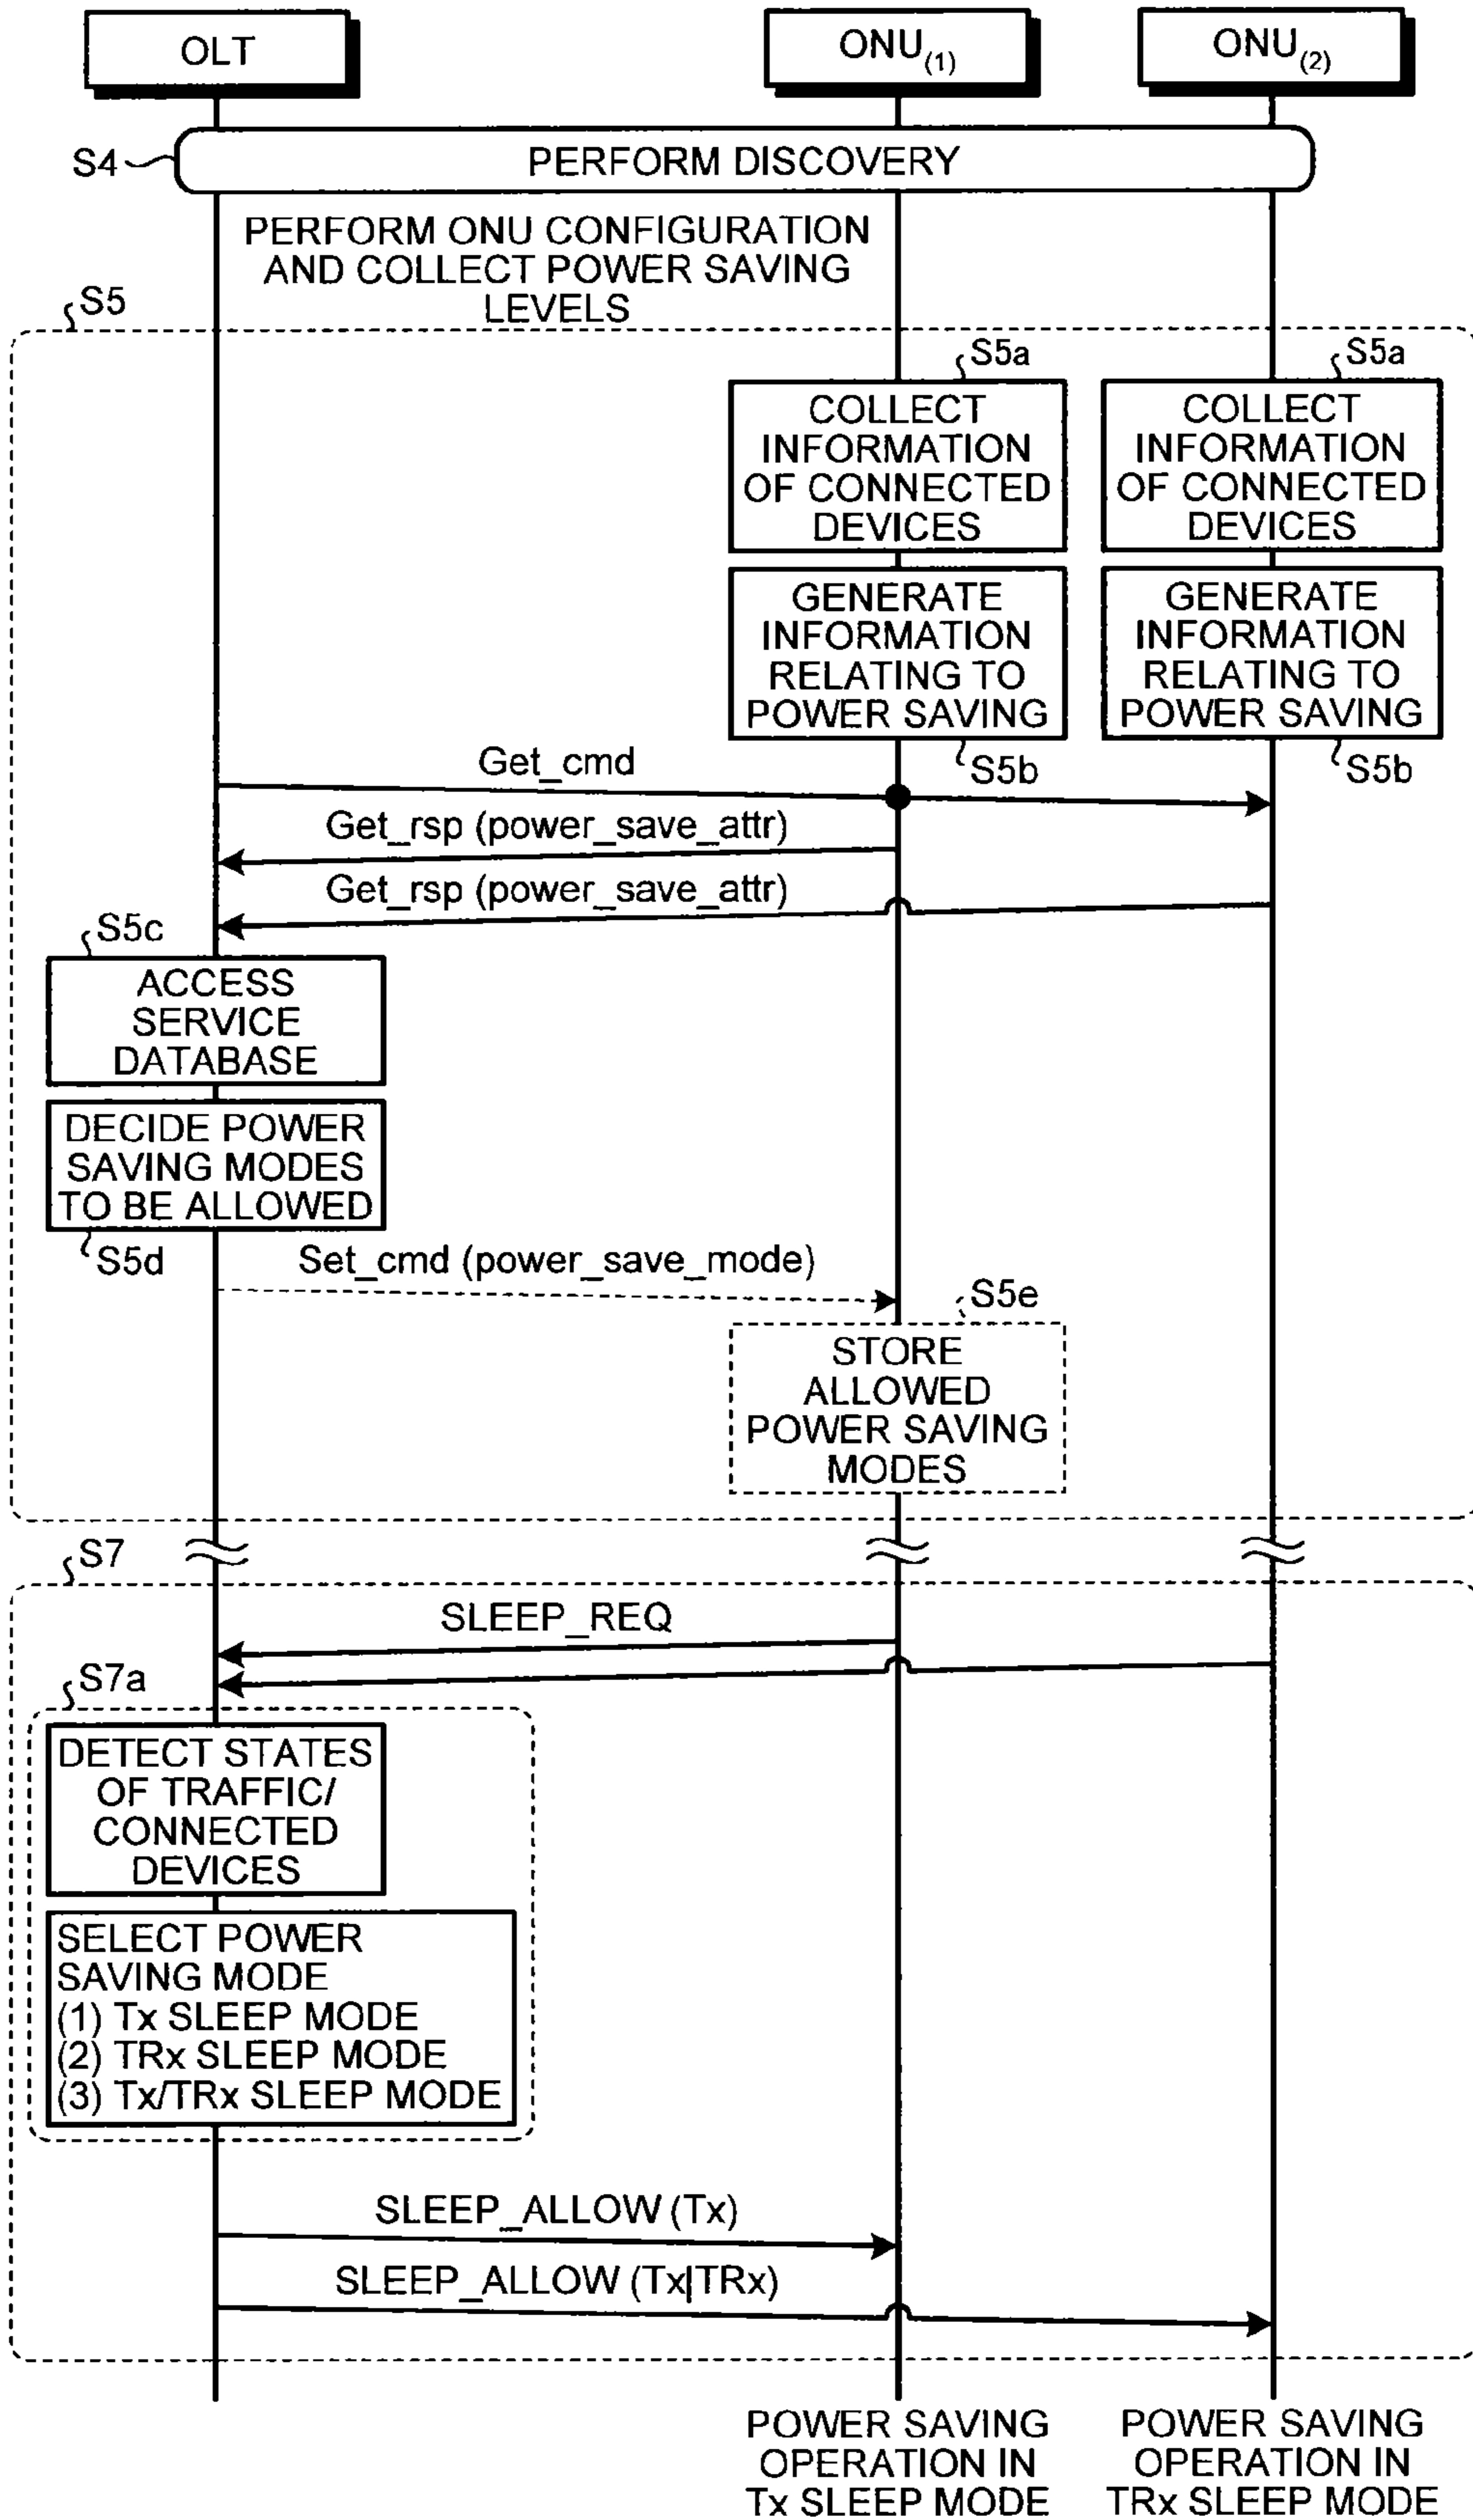 OLT
ONU(1)
ONU(2)
S4
PERFORM DISCOVERY
PERFORM ONU CONFIGURATION
AND COLLECT POWER SAVING
LEVELS
S5
S5a
S5a
COLLECT
INFORMATION
OF CONNECTED
DEVICES
COLLECT
INFORMATION
OF CONNECTED
DEVICES
GENERATE
INFORMATION
RELATING TO
POWER SAVING
GENERATE
INFORMATION
RELATING TO
POWER SAVING
S5b
S5b
Get_cmd
Get_rsp (power_save_attr)
Get_rsp (power_save_attr)
S5c
ACCESS
SERVICE
DATABASE
DECIDE POWER
SAVING MODES
TO BE ALLOWED
S5d
Set_cmd (power_save_mode)
S5e
STORE
ALLOWED
POWER SAVING
MODES
S7
SLEEP_REQ
S7a
DETECT STATES
OF TRAFFIC/
CONNECTED
DEVICES
SELECT POWER
SAVING MODE
(1) Tx SLEEP MODE
(2) TRx SLEEP MODE
(3) Tx/TRx SLEEP MODE
SLEEP_ALLOW (Tx)
SLEEP_ALLOW (Tx|TRx)
POWER SAVING
OPERATION IN
Tx SLEEP MODE
POWER SAVING
OPERATION IN
TRx SLEEP MODE